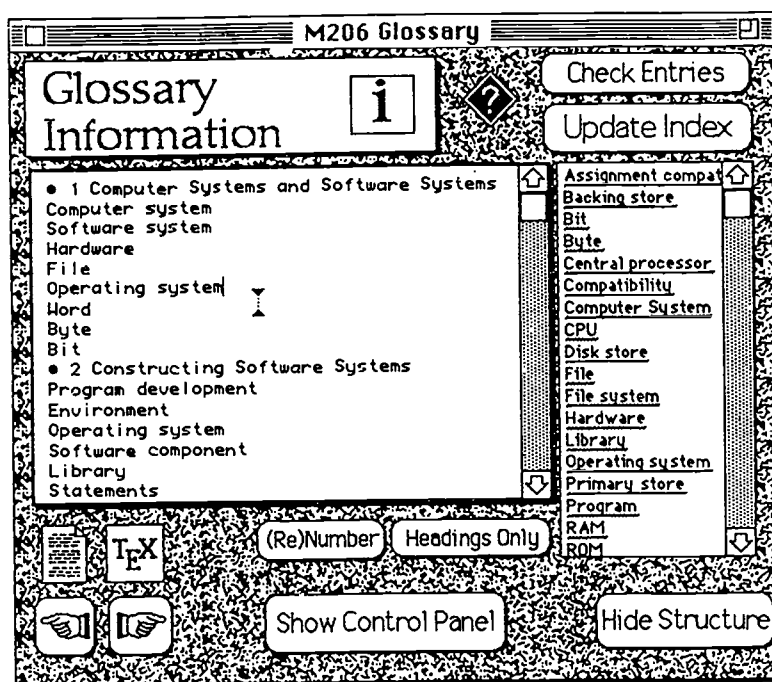 M206 Glossary
Glossary
Information
i
?
Check Entries
Update Index
• 1 Computer Systems and Software Systems
Computer system
Software system
Hardware
File
Operating system
Word
Byte
Bit
• 2 Constructing Software Systems
Program development
Environment
Operating system
Software component
Library
Statements
Assignment compat
Backing store
Bit
Byte
Central processor
Compatibility
Computer System
CPU
Disk store
File
File system
Hardware
Library
Operating system
Primary store
Program
RAM
ROM
TEX
(Re)Number
Headings Only
Show Control Panel
Hide Structure